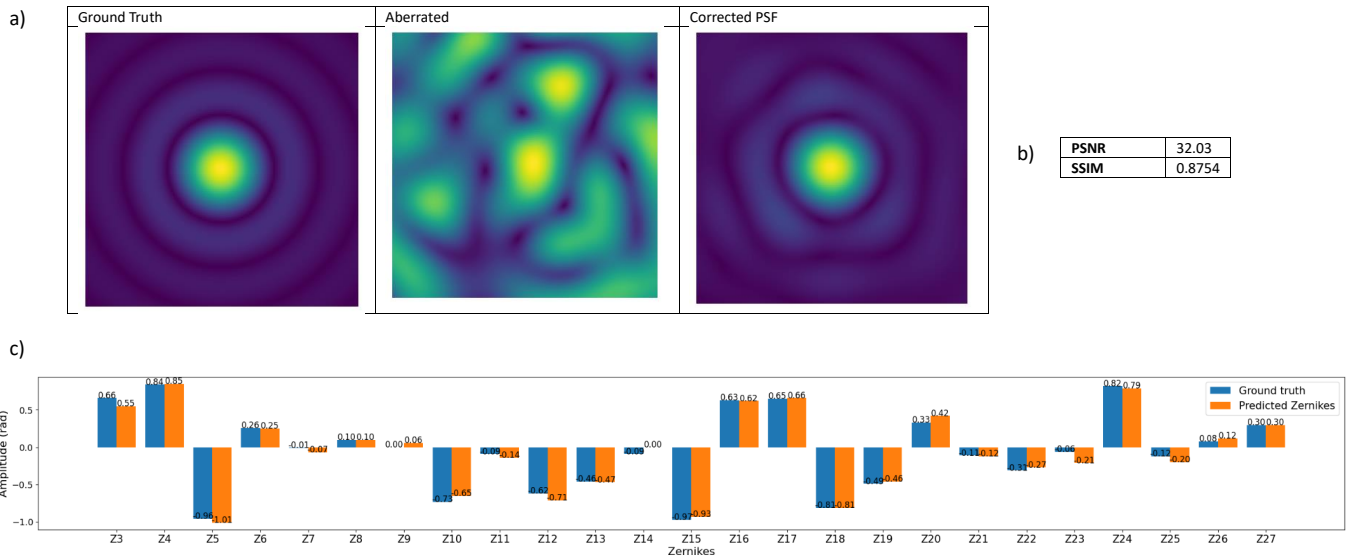 a)
Ground Truth
Aberrated
Corrected PSF
b)
PSNR 32.03
SSIM 0.8754
c)
Amplitude (rad)
0.5
0.0
−0.5
−1.0
Ground truth
Predicted Zernikes
0.66 0.55 0.84 0.85 -0.96 -1.01 0.26 0.25 -0.01 -0.07 0.10 0.10 0.00 0.06 -0.73 -0.65 -0.09 -0.14 -0.62 -0.71 -0.46 -0.47 -0.09 0.00 -0.97 -0.93 0.63 0.62 0.65 0.66 -0.81 -0.81 -0.49 -0.46 0.33 0.42 -0.11 -0.12 -0.31 -0.27 -0.06 -0.21 0.82 0.79 -0.12 -0.20 0.08 0.12 0.30 0.30
Z3 Z4 Z5 Z6 Z7 Z8 Z9 Z10 Z11 Z12 Z13 Z14 Z15 Z16 Z17 Z18 Z19 Z20 Z21 Z22 Z23 Z24 Z25 Z26 Z27
Zernikes